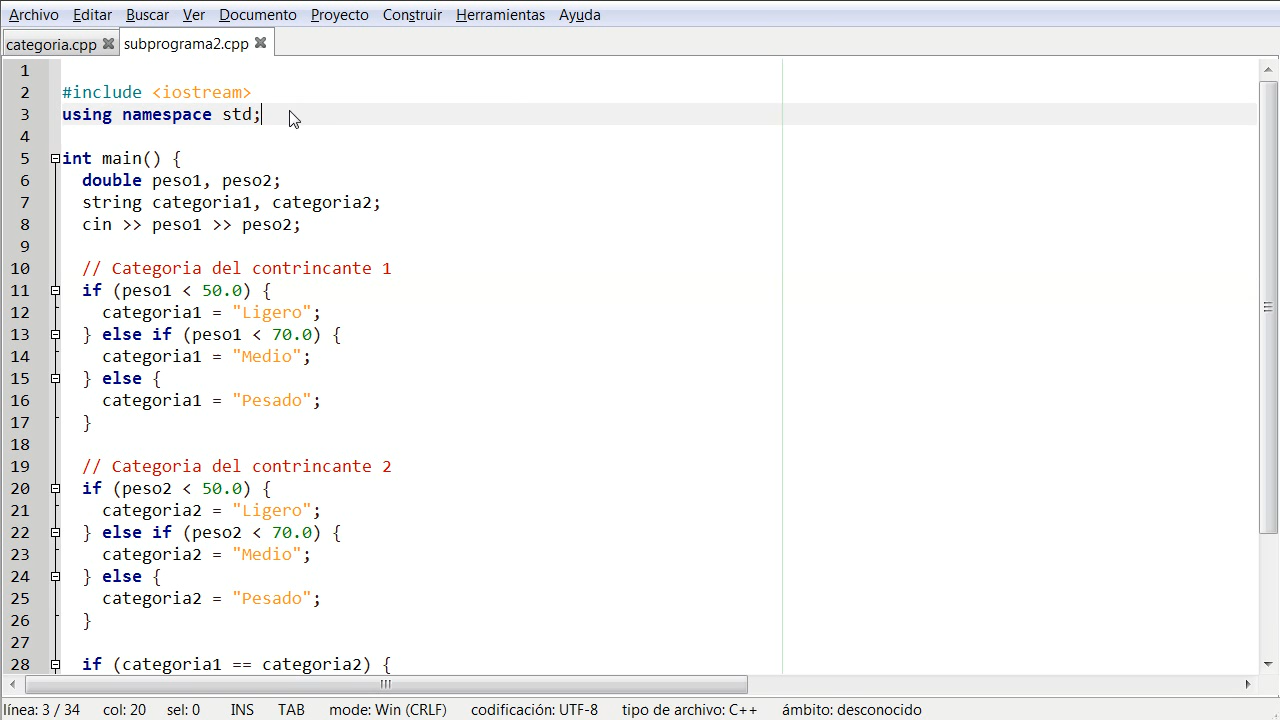 Archivo Editar Buscar Ver Documento Proyecto Construir Herramientas Ayuda
categoria.cpp subprograma2.cpp
1
2 #include <iostream>
3 using namespace std;
4
5 int main() {
6 double peso1, peso2;
7 string categoria1, categoria2;
8 cin >> peso1 >> peso2;
9
10 // Categoria del contrincante 1
11 if (peso1 < 50.0) {
12 categoria1 = "Ligero";
13 } else if (peso1 < 70.0) {
14 categoria1 = "Medio";
15 } else {
16 categoria1 = "Pesado";
17 }
18
19 // Categoria del contrincante 2
20 if (peso2 < 50.0) {
21 categoria2 = "Ligero";
22 } else if (peso2 < 70.0) {
23 categoria2 = "Medio";
24 } else {
25 categoria2 = "Pesado";
26 }
27
28 if (categoria1 == categoria2) {
línea: 3 / 34 col: 20 sel: 0 INS TAB mode: Win (CRLF) codificación: UTF-8 tipo de archivo: C++ ámbito: desconocido